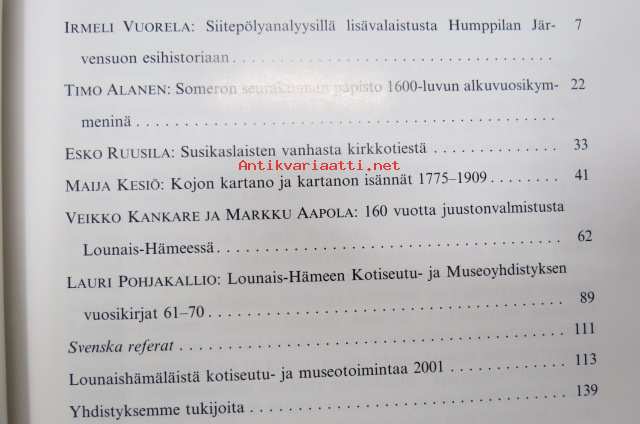 IRMELI VUORELA: Siitepölyanalyysillä lisävalaistusta Humppilan Jär-
vensuon esihistoriaan . . . . . . . . . . . . . . . . . . . . . . . . . . . . . . 7
TIMO ALANEN: Someron seurakunnan papisto 1600-luvun alkuvuosikym-
meninä . . . . . . . . . . . . . . . . . . . . . . . . . . . . . . . . . . . . . . 22
ESKO RUUSILA: Susikaslaisten vanhasta kirkkotiestä . . . . . . . . . . . . 33
Antikvariaatti.net
MAIJA KESIÖ: Kojon kartano ja kartanon isännät 1775–1909 . . . . . . . 41
VEIKKO KANKARE JA MARKKU AAPOLA: 160 vuotta juustonvalmistusta
Lounais-Hämeessä . . . . . . . . . . . . . . . . . . . . . . . . . . . . . . . 62
LAURI POHJAKALLIO: Lounais-Hämeen Kotiseutu- ja Museoyhdistyksen
vuosikirjat 61–70 . . . . . . . . . . . . . . . . . . . . . . . . . . . . . . . . 89
Svenska referat . . . . . . . . . . . . . . . . . . . . . . . . . . . . . . . . . . 111
Lounaishämäläistä kotiseutu- ja museotoimintaa 2001 . . . . . . . . . . . 113
Yhdistyksemme tukijoita . . . . . . . . . . . . . . . . . . . . . . . . . . . . 139